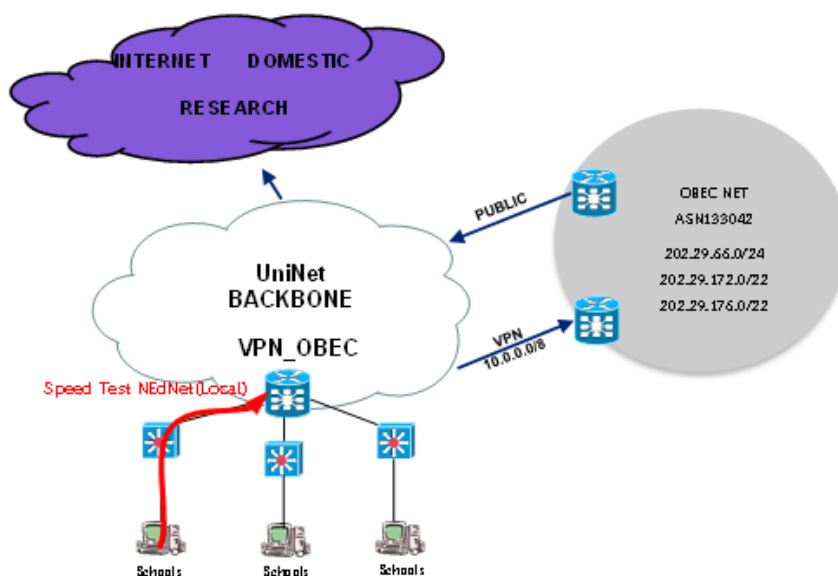 INTERNET DOMESTIC
RESEARCH
PUBLIC
OBEC NET
ASN133042
202.29.66.0/24
202.29.172.0/22
202.29.176.0/22
UniNet
BACKBONE
VPN_OBEC
VPN
10.0.0.0/8
Speed Test NEdNet(Local)
Schools
Schools
Schools